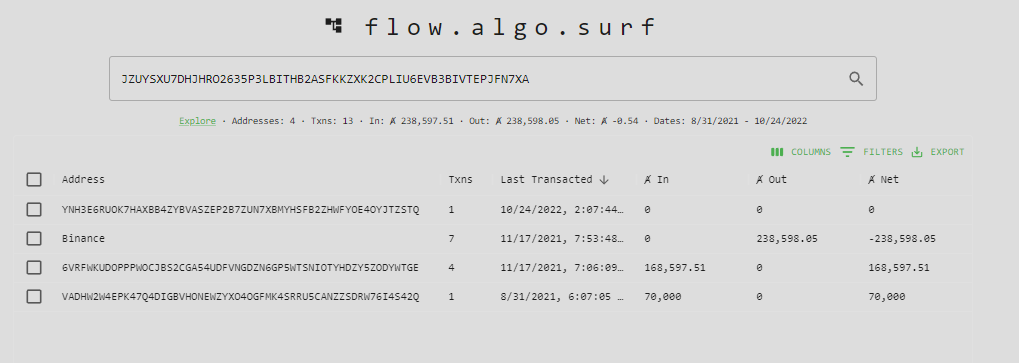 flow.algo.surf
JZUYSXU7DHJHRO2635P3LBITHB2ASFKKZXK2CPLIU6EVB3BIVTEPJFN7XA
Explore · Addresses: 4 · Txns: 13 · In: Ⱥ 238,597.51 · Out: Ⱥ 238,598.05 · Net: Ⱥ -0.54 · Dates: 8/31/2021 - 10/24/2022
COLUMNS FILTERS EXPORT
Address Txns Last Transacted ↓ Ⱥ In Ⱥ Out Ⱥ Net
YNH3E6RUOK7HAXBB4ZYBVASZEP2B7ZUN7XBMYHSFB2ZHWFYOE4OYJTZSTQ 1 10/24/2022, 2:07:44… 0 0 0
Binance 7 11/17/2021, 7:53:48… 0 238,598.05 -238,598.05
6VRFWKUDOPPPWOCJBS2CGA54UDFVNGDZN6GP5WTSNIOTYHDZY5ZODYWTGE 4 11/17/2021, 7:06:09… 168,597.51 0 168,597.51
VADHW2W4EPK47Q4DIGBVHONEWZYXO4OGFMK4SRRU5CANZZSDRW76I4S42Q 1 8/31/2021, 6:07:05 … 70,000 0 70,000